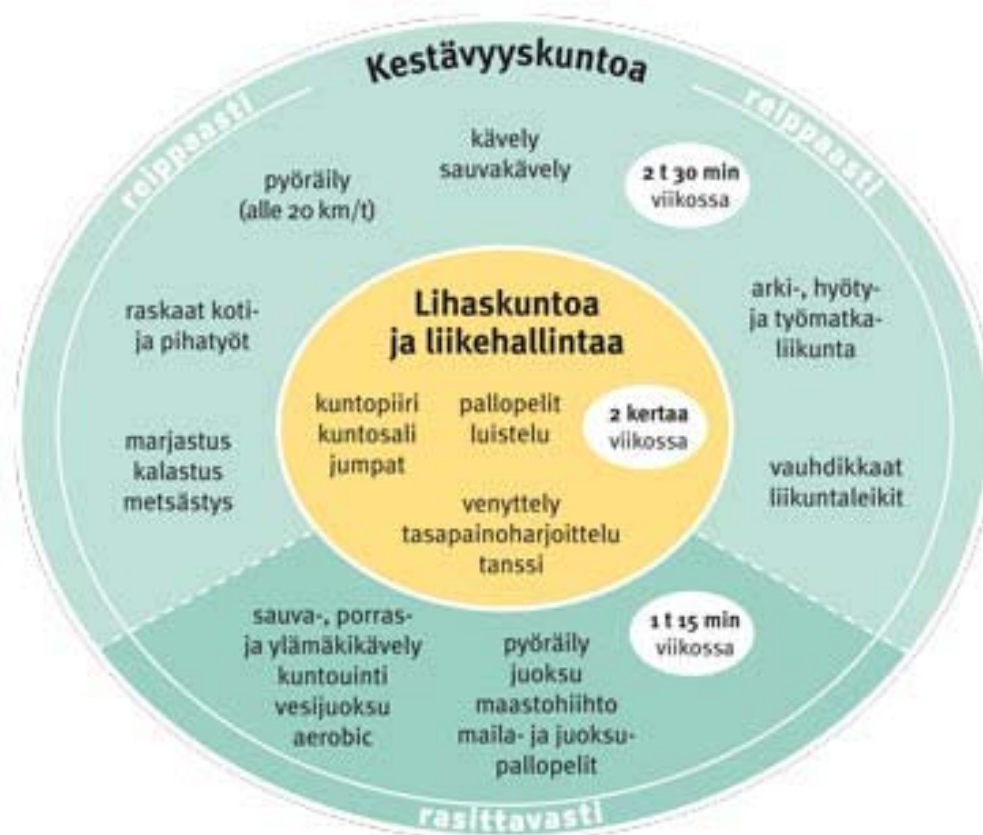 Kestävyyskuntoa
reippaasti
reippaasti
kävely
sauvakävely
2 t 30 min
viikossa
pyöräily
(alle 20 km/t)
raskaat koti-
ja pihatyöt
arki-, hyöty-
ja työmatka-
liikunta
marjastus
kalastus
metsästys
vauhdikkaat
liikuntaleikit
Lihaskuntoa
ja liikehallintaa
kuntopiiri
kuntosali
jumpat
pallopelit
luistelu
2 kertaa
viikossa
venyttely
tasapainoharjoittelu
tanssi
sauva-, porras-
ja ylämäkikävely
kuntouinti
vesijuoksu
aerobic
pyöräily
juoksu
maastohiihto
maila- ja juoksu-
pallopelit
1 t 15 min
viikossa
rasittavasti